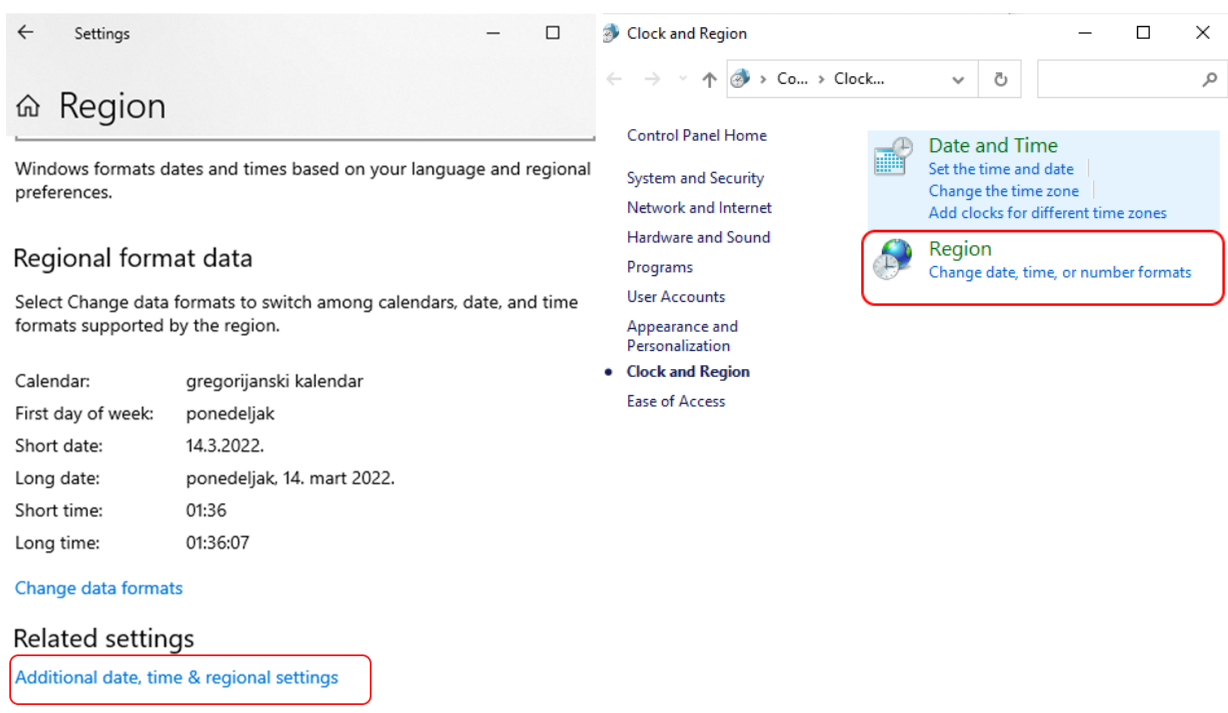 Settings
Region
Windows formats dates and times based on your language and regional
preferences.
Regional format data
Select Change data formats to switch among calendars, date, and time
formats supported by the region.
Calendar: gregorijanski kalendar
First day of week: ponedeljak
Short date: 14.3.2022.
Long date: ponedeljak, 14. mart 2022.
Short time: 01:36
Long time: 01:36:07
Change data formats
Related settings
Additional date, time & regional settings
Clock and Region
Co... Clock...
Control Panel Home
System and Security
Network and Internet
Hardware and Sound
Programs
User Accounts
Appearance and
Personalization
Clock and Region
Ease of Access
Date and Time
Set the time and date
Change the time zone
Add clocks for different time zones
Region
Change date, time, or number formats